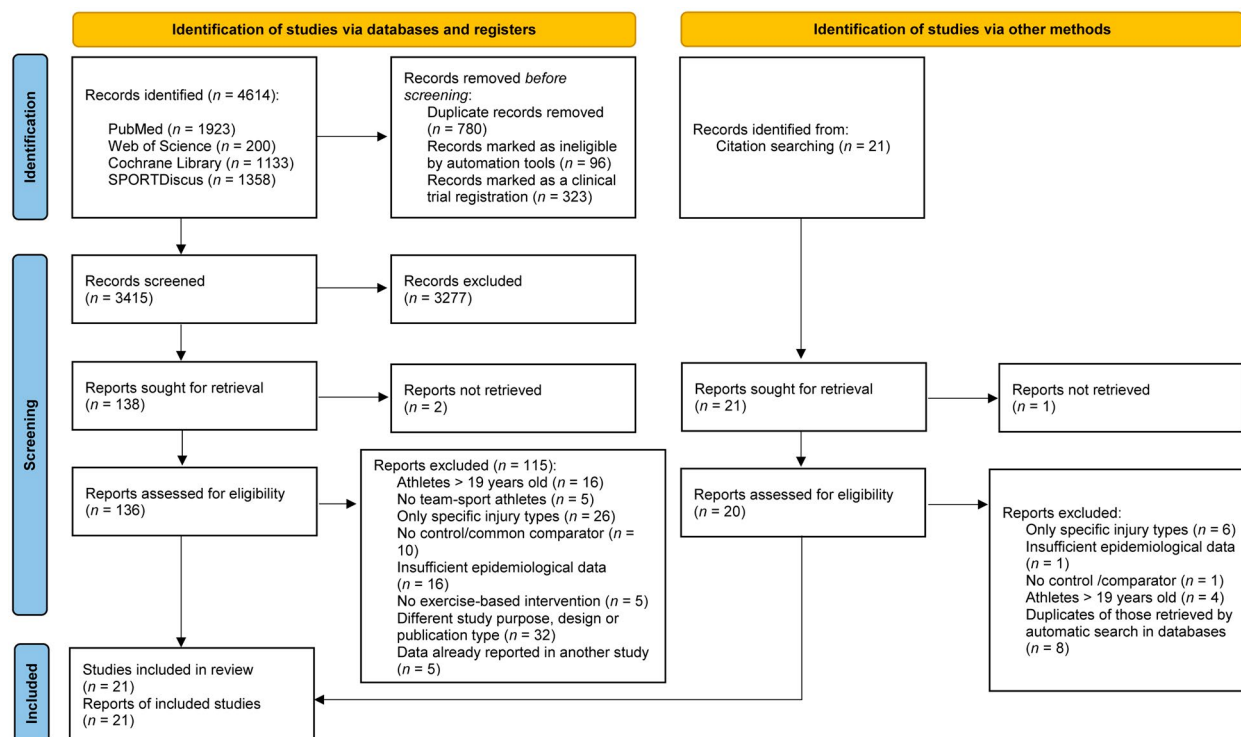 Identification of studies via databases and registers
Identification of studies via other methods
Identification
Records identified (n = 4614):
PubMed (n = 1923)
Web of Science (n = 200)
Cochrane Library (n = 1133)
SPORTDiscus (n = 1358)
Records removed before
screening:
Duplicate records removed
(n = 780)
Records marked as ineligible
by automation tools (n = 96)
Records marked as a clinical
trial registration (n = 323)
Records identified from:
Citation searching (n = 21)
Screening
Records screened
(n = 3415)
Records excluded
(n = 3277)
Reports sought for retrieval
(n = 138)
Reports not retrieved
(n = 2)
Reports sought for retrieval
(n = 21)
Reports not retrieved
(n = 1)
Reports assessed for eligibility
(n = 136)
Reports excluded (n = 115):
Athletes > 19 years old (n = 16)
No team-sport athletes (n = 5)
Only specific injury types (n = 26)
No control/common comparator (n =
10)
Insufficient epidemiological data
(n = 16)
No exercise-based intervention (n = 5)
Different study purpose, design or
publication type (n = 32)
Data already reported in another study
(n = 5)
Reports assessed for eligibility
(n = 20)
Reports excluded:
Only specific injury types (n = 6)
Insufficient epidemiological data
(n = 1)
No control /comparator (n = 1)
Athletes > 19 years old (n = 4)
Duplicates of those retrieved by
automatic search in databases
(n = 8)
Included
Studies included in review
(n = 21)
Reports of included studies
(n = 21)